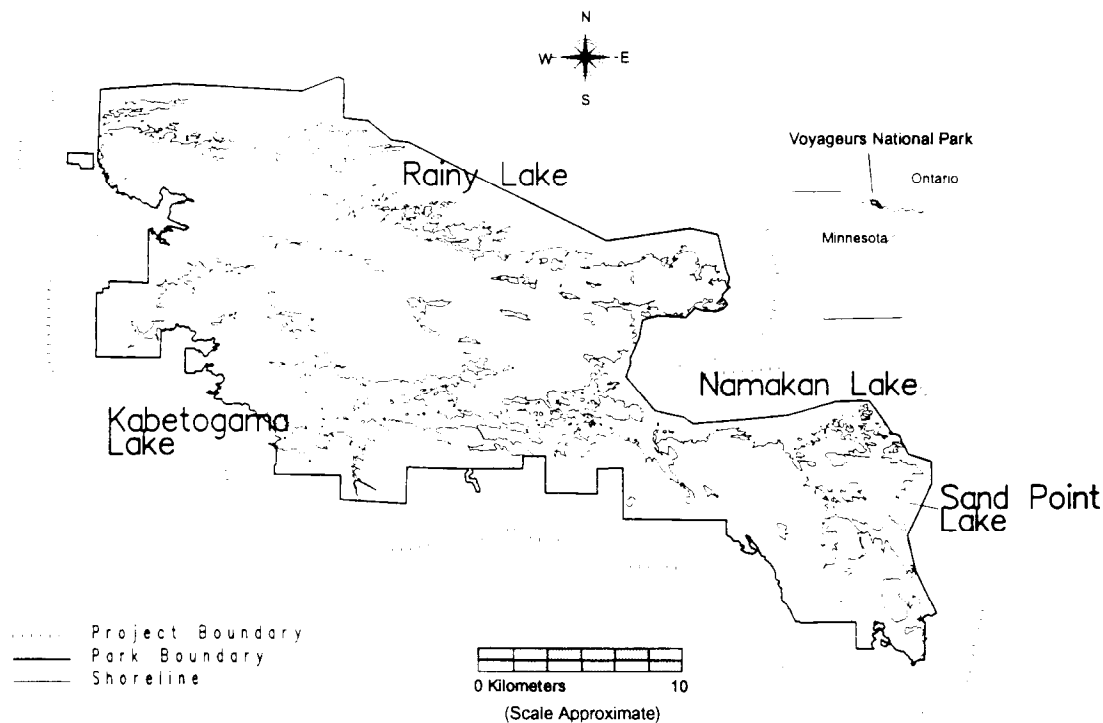 N
W E
S
Voyageurs National Park
Ontario
Minnesota
Rainy Lake
Namakan Lake
Kabetogama
Lake
Sand Point
Lake
Project Boundary
Park Boundary
Shoreline
0 Kilometers 10
(Scale Approximate)